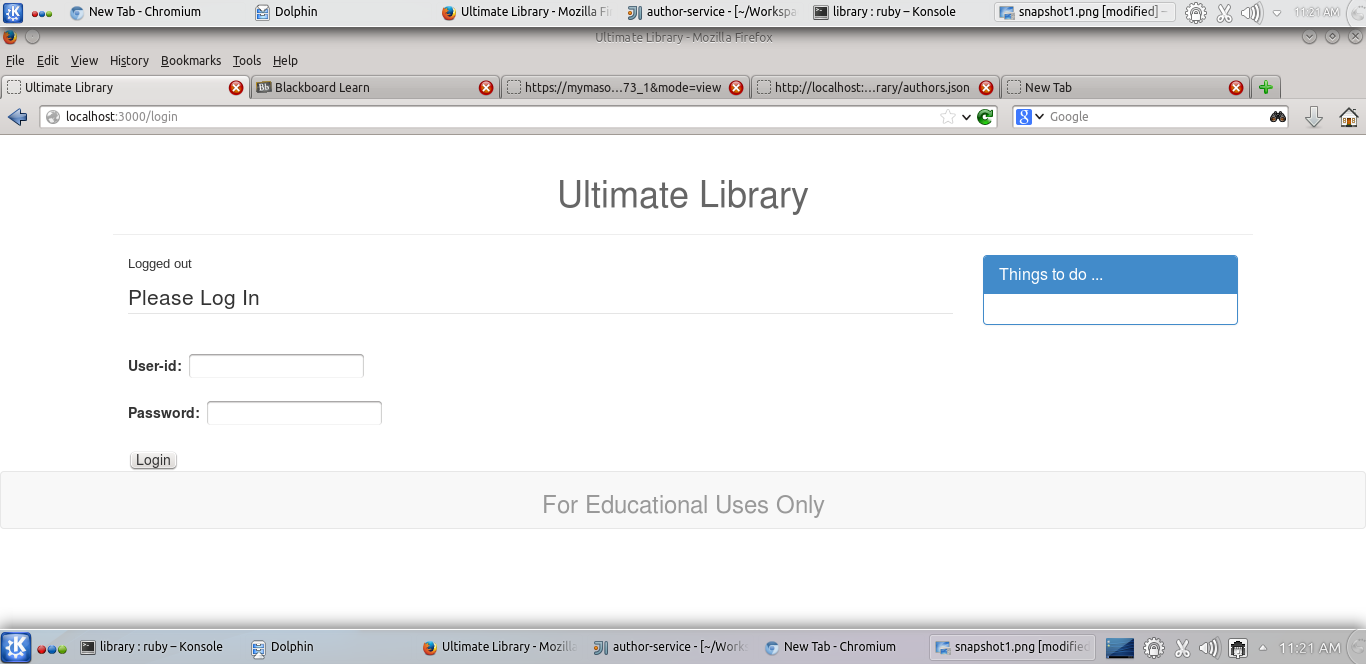 New Tab - Chromium Dolphin Ultimate Library - Mozilla Fi author-service - [~/Workspa library : ruby – Konsole snapshot1.png [modified] – 11:21 AM
Ultimate Library - Mozilla Firefox
File Edit View History Bookmarks Tools Help
Ultimate Library Bb Blackboard Learn https://mymaso...73_1&mode=view http://localhost:...rary/authors.json New Tab
localhost:3000/login 8 Google
Ultimate Library
Logged out
Things to do ...
Please Log In
User-id:
Password:
Login
For Educational Uses Only
library : ruby – Konsole Dolphin Ultimate Library - Mozilla author-service - [~/Work New Tab - Chromium snapshot1.png [modified 11:21 AM